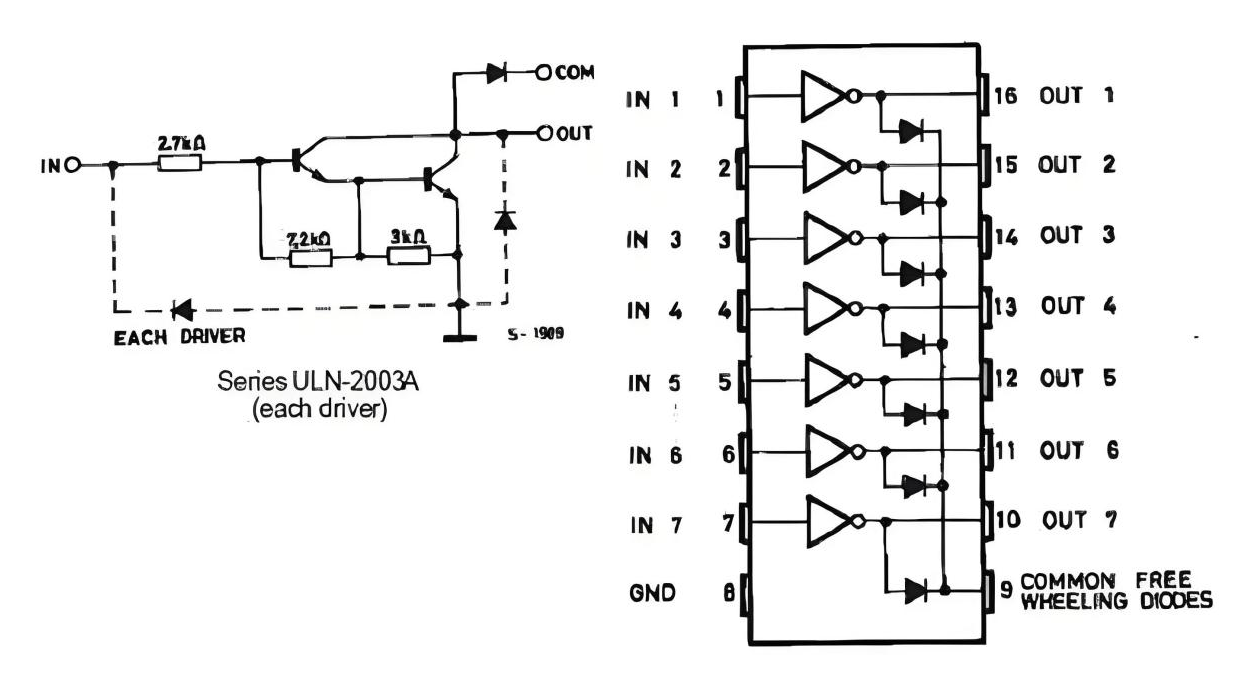 COM
OUT
2.7kΩ
IN
7.2kΩ
3kΩ
EACH DRIVER
S-1909
Series ULN-2003A
(each driver)
IN 1 1 16 OUT 1
IN 2 2 15 OUT 2
IN 3 3 14 OUT 3
IN 4 4 13 OUT 4
IN 5 5 12 OUT 5
IN 6 6 11 OUT 6
IN 7 7 10 OUT 7
GND 8 9 COMMON FREE
WHEELING DIODES